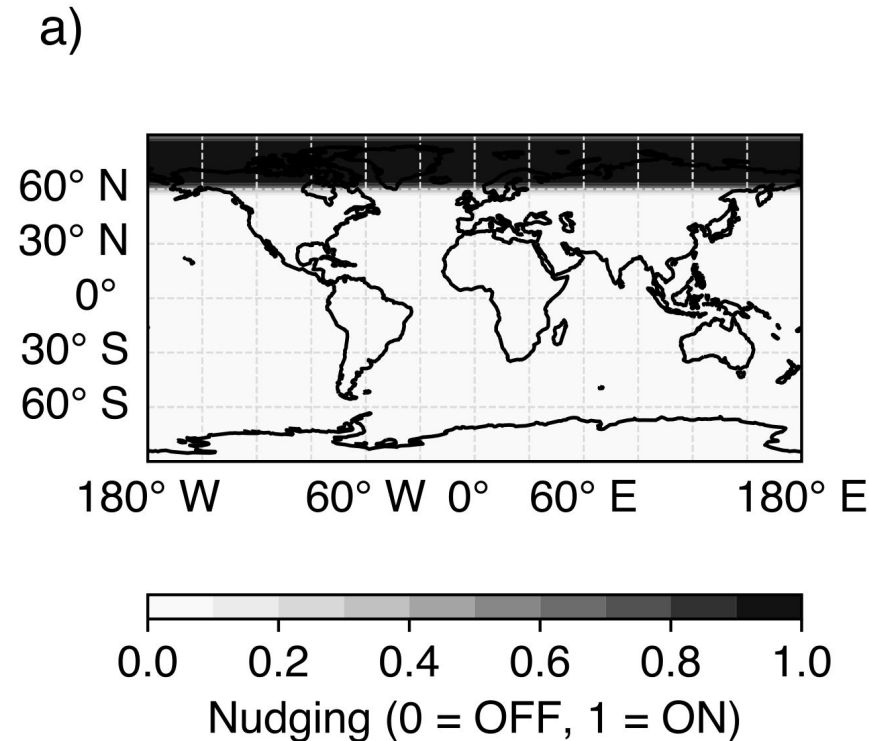 a)
60° N
30° N
0°
30° S
60° S
180° W 60° W 0° 60° E 180° E
0.0 0.2 0.4 0.6 0.8 1.0
Nudging (0 = OFF, 1 = ON)